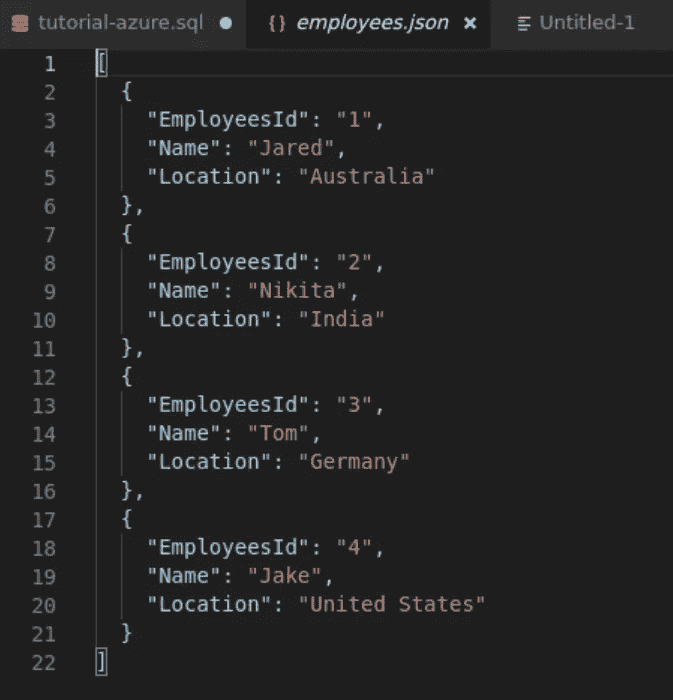 tutorial-azure.sql ● {} employees.json × Untitled-1
1 [
2 {
3 "EmployeesId": "1",
4 "Name": "Jared",
5 "Location": "Australia"
6 },
7 {
8 "EmployeesId": "2",
9 "Name": "Nikita",
10 "Location": "India"
11 },
12 {
13 "EmployeesId": "3",
14 "Name": "Tom",
15 "Location": "Germany"
16 },
17 {
18 "EmployeesId": "4",
19 "Name": "Jake",
20 "Location": "United States"
21 }
22 ]